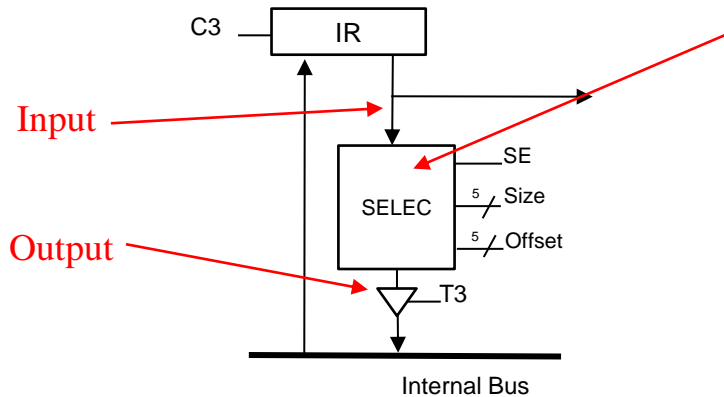 C3
IR
Input
SE
5
Size
SELEC
5
Offset
Output
T3
Internal Bus